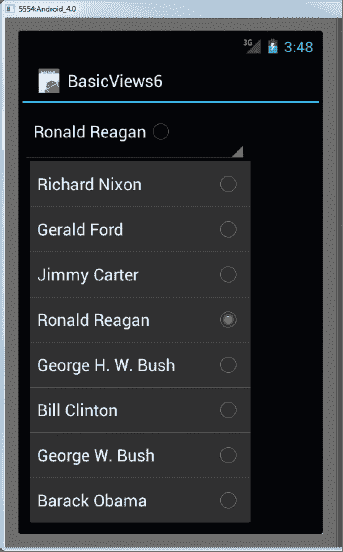 5554:Android_4.0
3G 3:48
BasicViews6
Ronald Reagan
Richard Nixon
Gerald Ford
Jimmy Carter
Ronald Reagan
George H. W. Bush
Bill Clinton
George W. Bush
Barack Obama